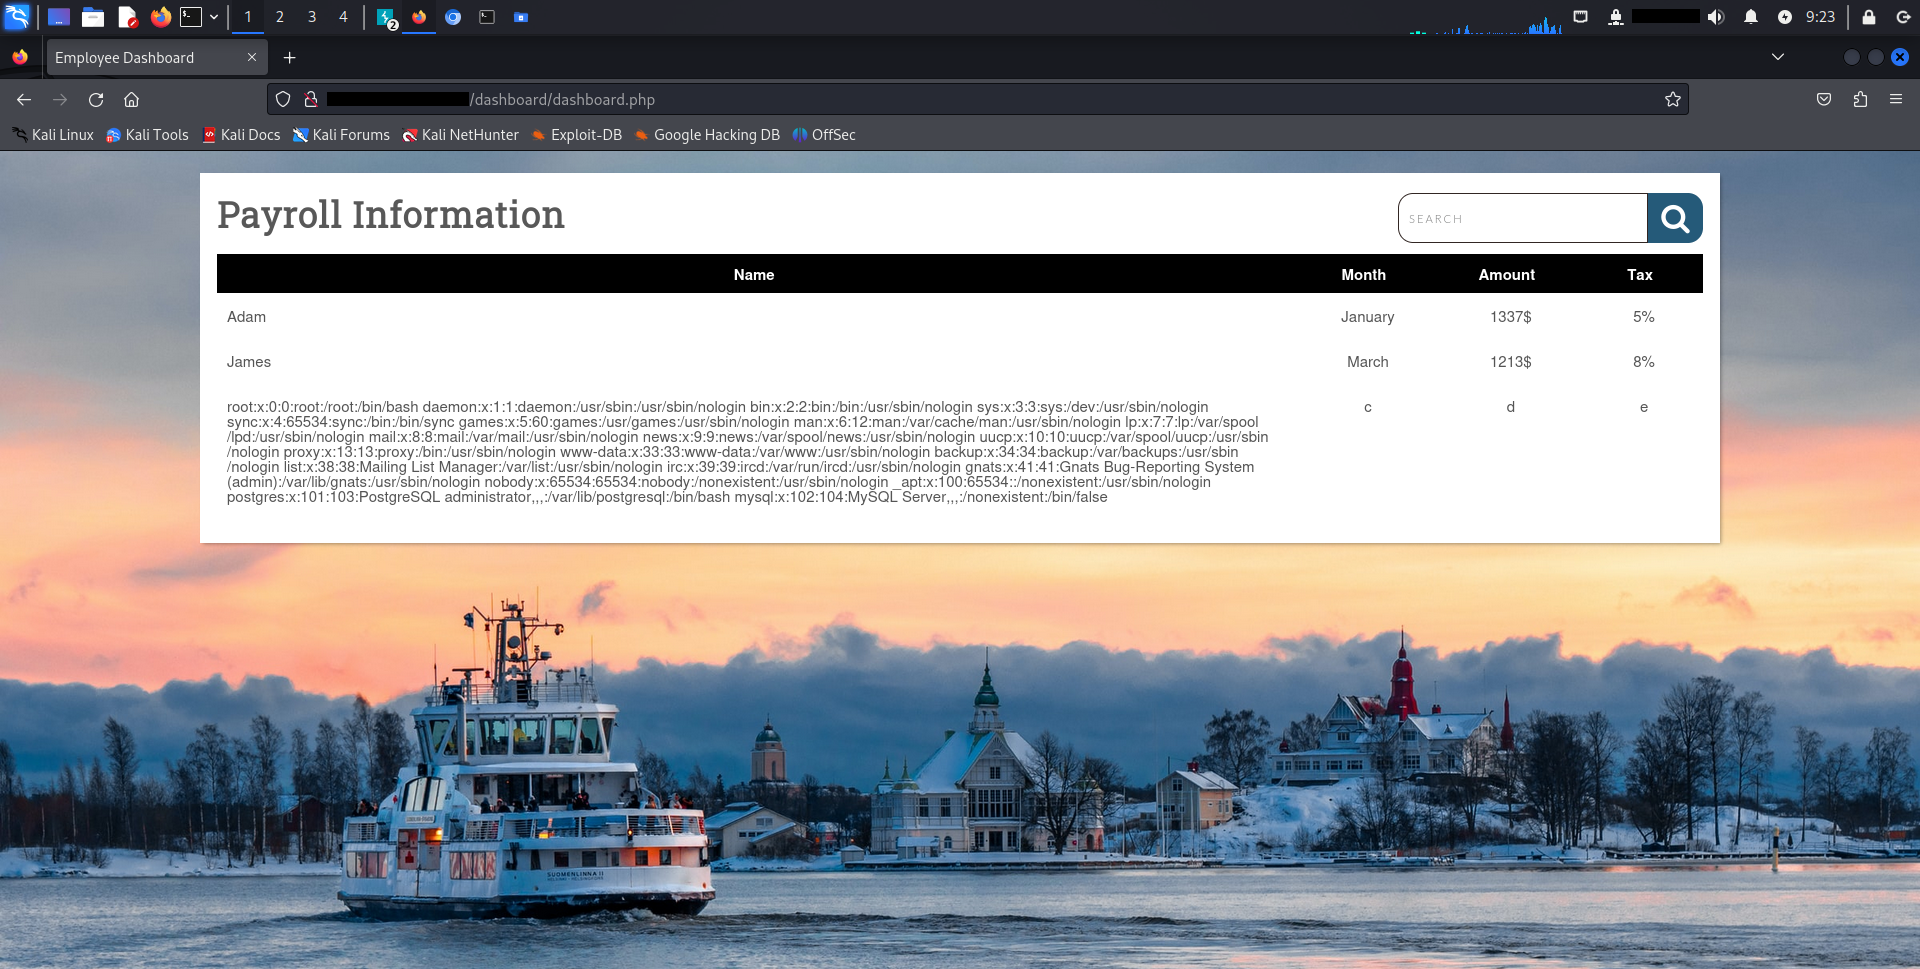 1 2 3 4 2 9:23
Employee Dashboard
/dashboard/dashboard.php
Kali Linux Kali Tools Kali Docs Kali Forums Kali NetHunter Exploit-DB Google Hacking DB OffSec
Payroll Information
SEARCH
Name Month Amount Tax
Adam January 1337$ 5%
James March 1213$ 8%
root:x:0:0:root:/root:/bin/bash daemon:x:1:1:daemon:/usr/sbin:/usr/sbin/nologin bin:x:2:2:bin:/bin:/usr/sbin/nologin sys:x:3:3:sys:/dev:/usr/sbin/nologin c d e
sync:x:4:65534:sync:/bin:/bin/sync games:x:5:60:games:/usr/games:/usr/sbin/nologin man:x:6:12:man:/var/cache/man:/usr/sbin/nologin lp:x:7:7:lp:/var/spool
/lpd:/usr/sbin/nologin mail:x:8:8:mail:/var/mail:/usr/sbin/nologin news:x:9:9:news:/var/spool/news:/usr/sbin/nologin uucp:x:10:10:uucp:/var/spool/uucp:/usr/sbin
/nologin proxy:x:13:13:proxy:/bin:/usr/sbin/nologin www-data:x:33:33:www-data:/var/www:/usr/sbin/nologin backup:x:34:34:backup:/var/backups:/usr/sbin
/nologin list:x:38:38:Mailing List Manager:/var/list:/usr/sbin/nologin irc:x:39:39:ircd:/var/run/ircd:/usr/sbin/nologin gnats:x:41:41:Gnats Bug-Reporting System
(admin):/var/lib/gnats:/usr/sbin/nologin nobody:x:65534:65534:nobody:/nonexistent:/usr/sbin/nologin _apt:x:100:65534::/nonexistent:/usr/sbin/nologin
postgres:x:101:103:PostgreSQL administrator,,,:/var/lib/postgresql:/bin/bash mysql:x:102:104:MySQL Server,,,:/nonexistent:/bin/false
SUOMENLINNA II